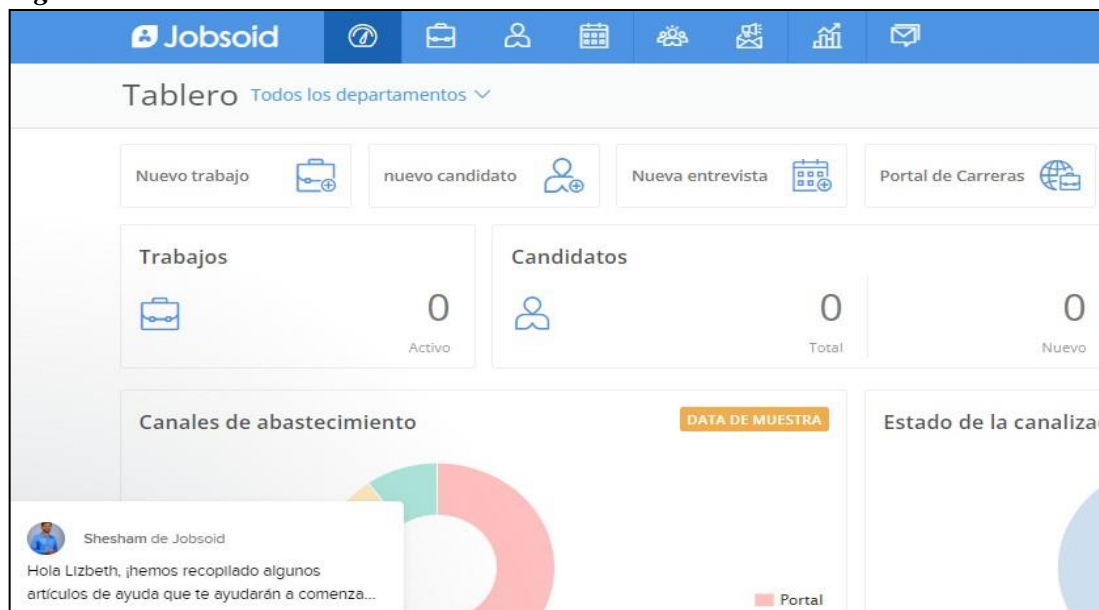 Jobsoid
Tablero Todos los departamentos
Nuevo trabajo
nuevo candidato
Nueva entrevista
Portal de Carreras
Trabajos
0
Activo
Candidatos
0
Total
0
Nuevo
Canales de abastecimiento
DATA DE MUESTRA
Portal
Estado de la canaliza
Shesham de Jobsoid
Hola Lizbeth, ¡hemos recopilado algunos
artículos de ayuda que te ayudarán a comenza...